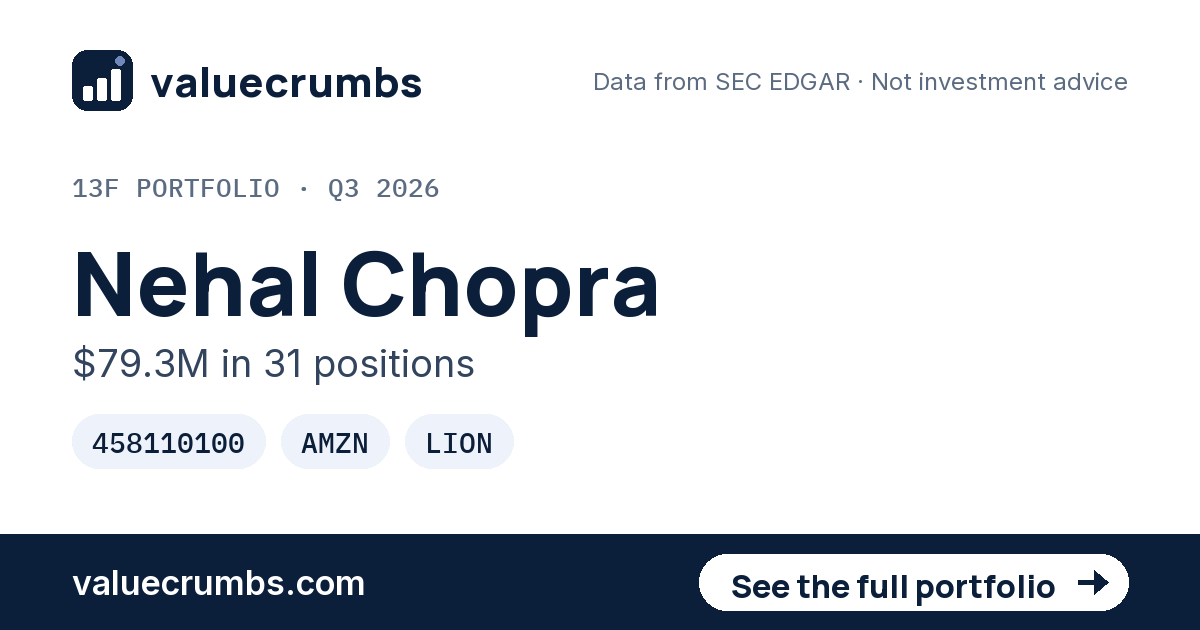 valuecrumbs
Data from SEC EDGAR · Not investment advice
13F PORTFOLIO · Q3 2026
Nehal Chopra
$79.3M in 31 positions
458110100 AMZN LION
valuecrumbs.com
See the full portfolio